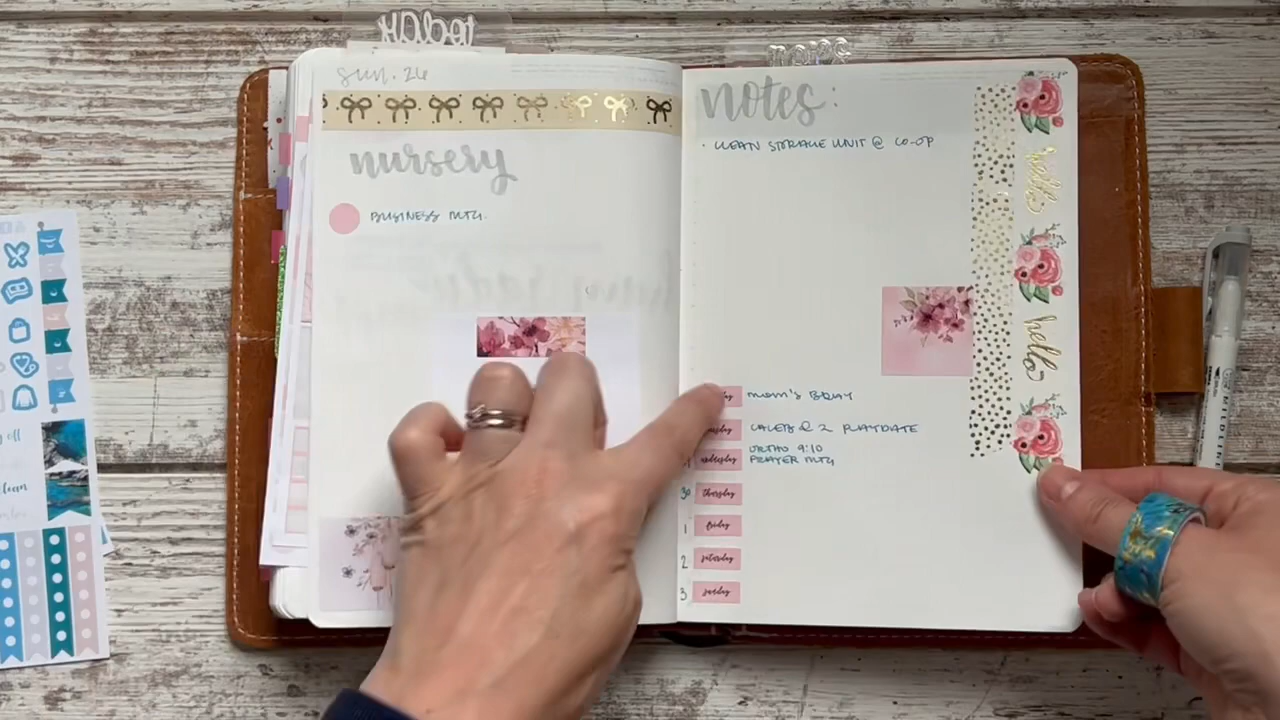 sun. 26
nursery
BUSINESS MTG.
notes:
• CLEAN STORAGE UNIT @ CO-OP
hello
hello
MOM'S BDAY
CALEB @ 2 PLAYDATE
ORTHO 9:10
PRAYER MTG
30 thursday
1 friday
2 saturday
3 sunday